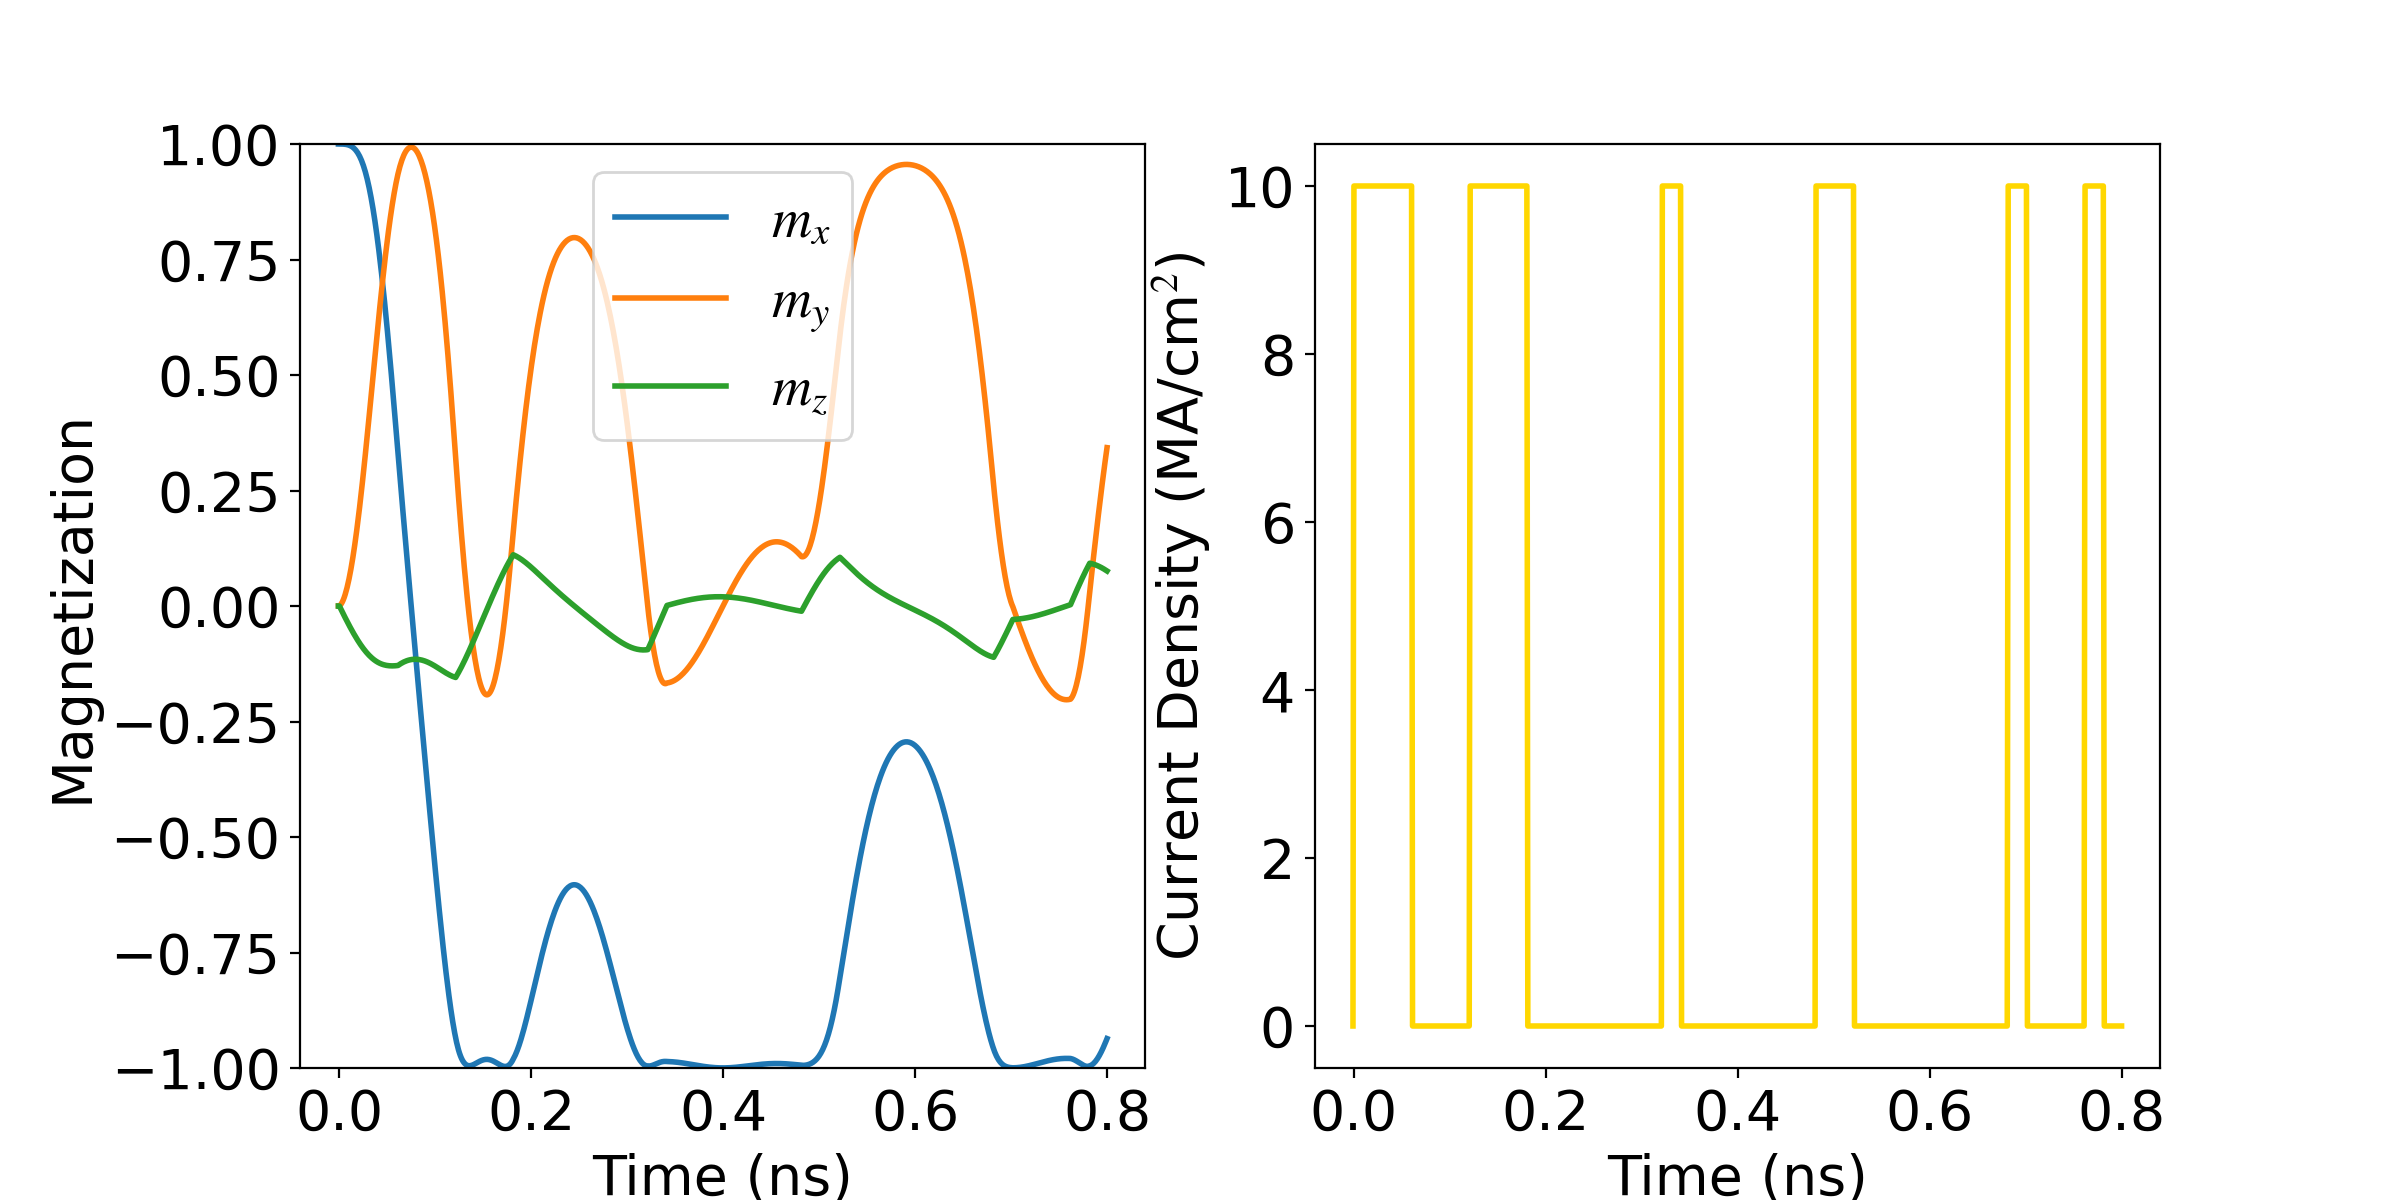 Magnetization
1.00
0.75
0.50
0.25
0.00
−0.25
−0.50
−0.75
−1.00
0.0 0.2 0.4 0.6 0.8
Time (ns)
m_x
m_y
m_z
Current Density (MA/cm²)
10
8
6
4
2
0
0.0 0.2 0.4 0.6 0.8
Time (ns)